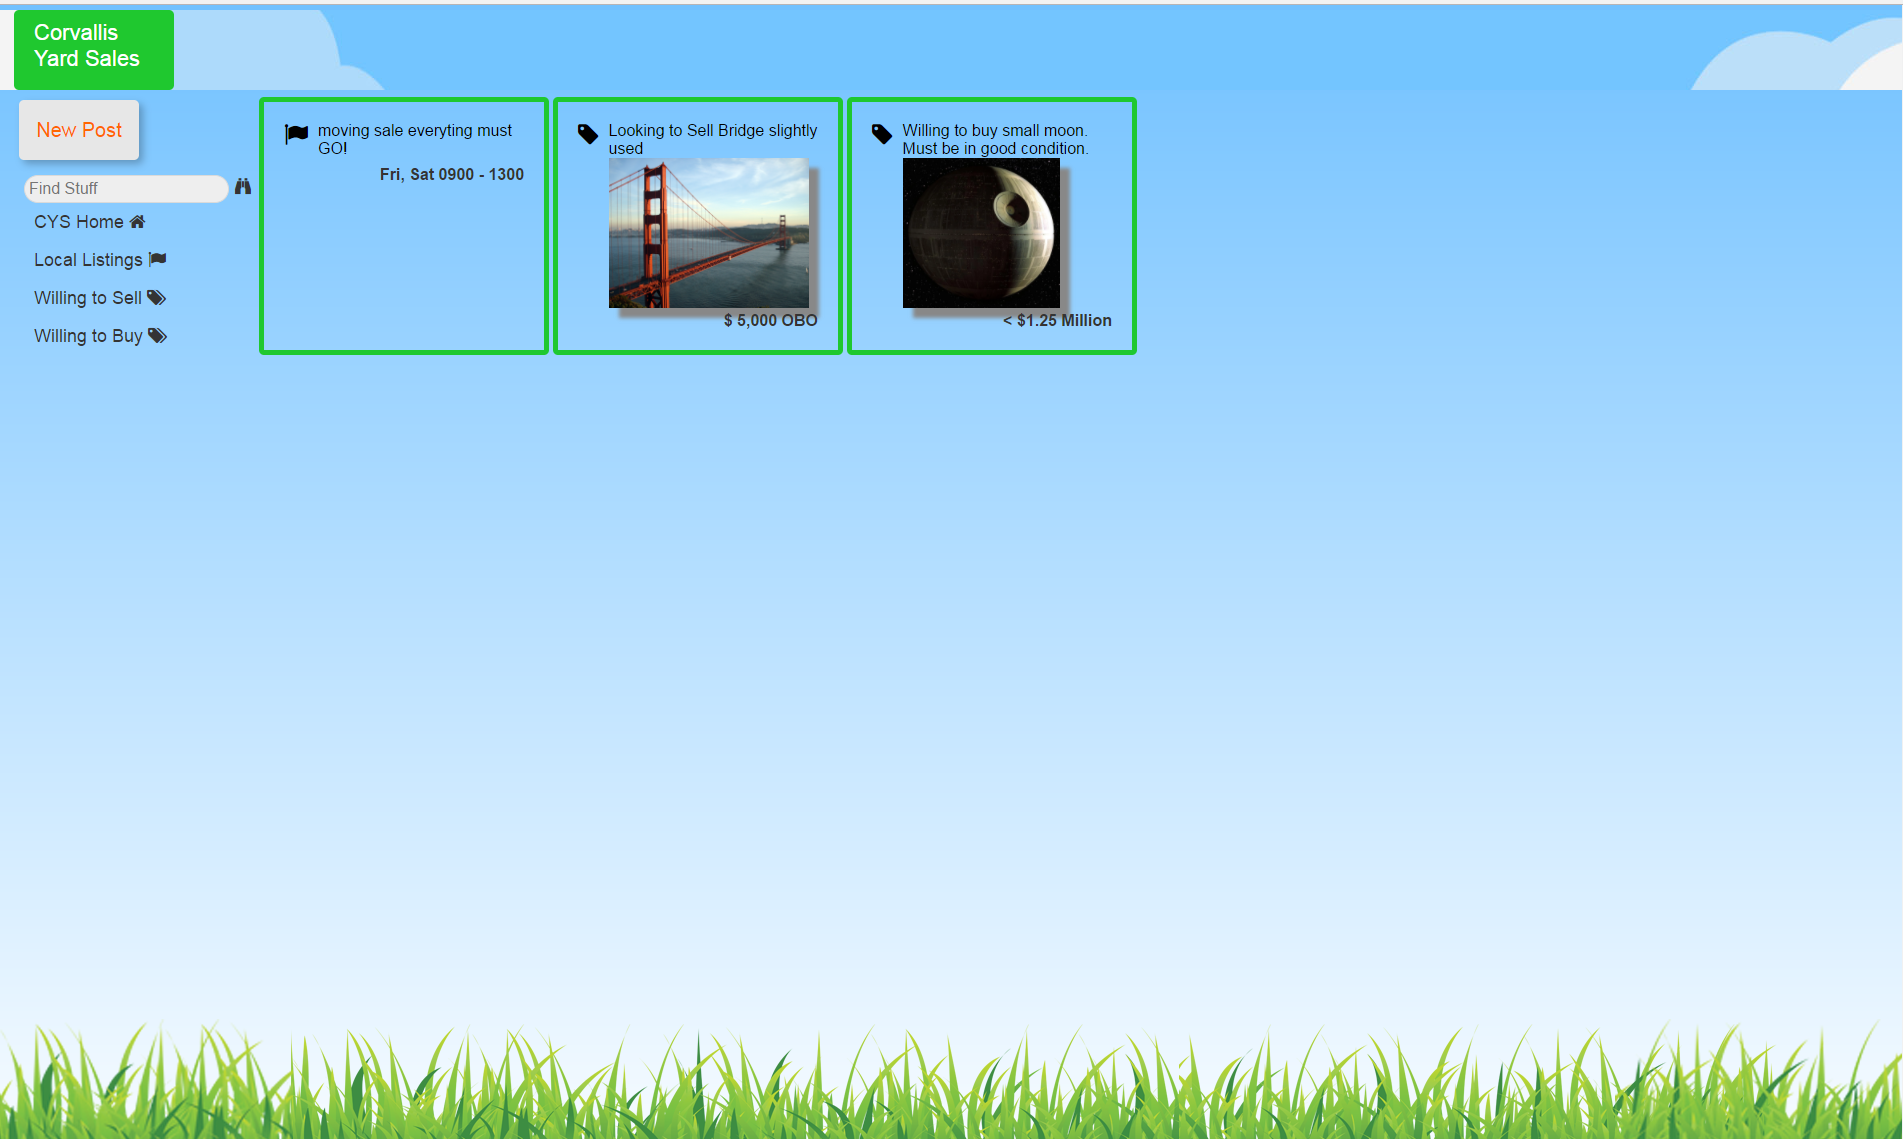 Corvallis
Yard Sales
New Post
Find Stuff
CYS Home
Local Listings
Willing to Sell
Willing to Buy
moving sale everyting must
GO!
Fri, Sat 0900 - 1300
Looking to Sell Bridge slightly
used
$ 5,000 OBO
Willing to buy small moon.
Must be in good condition.
< $1.25 Million